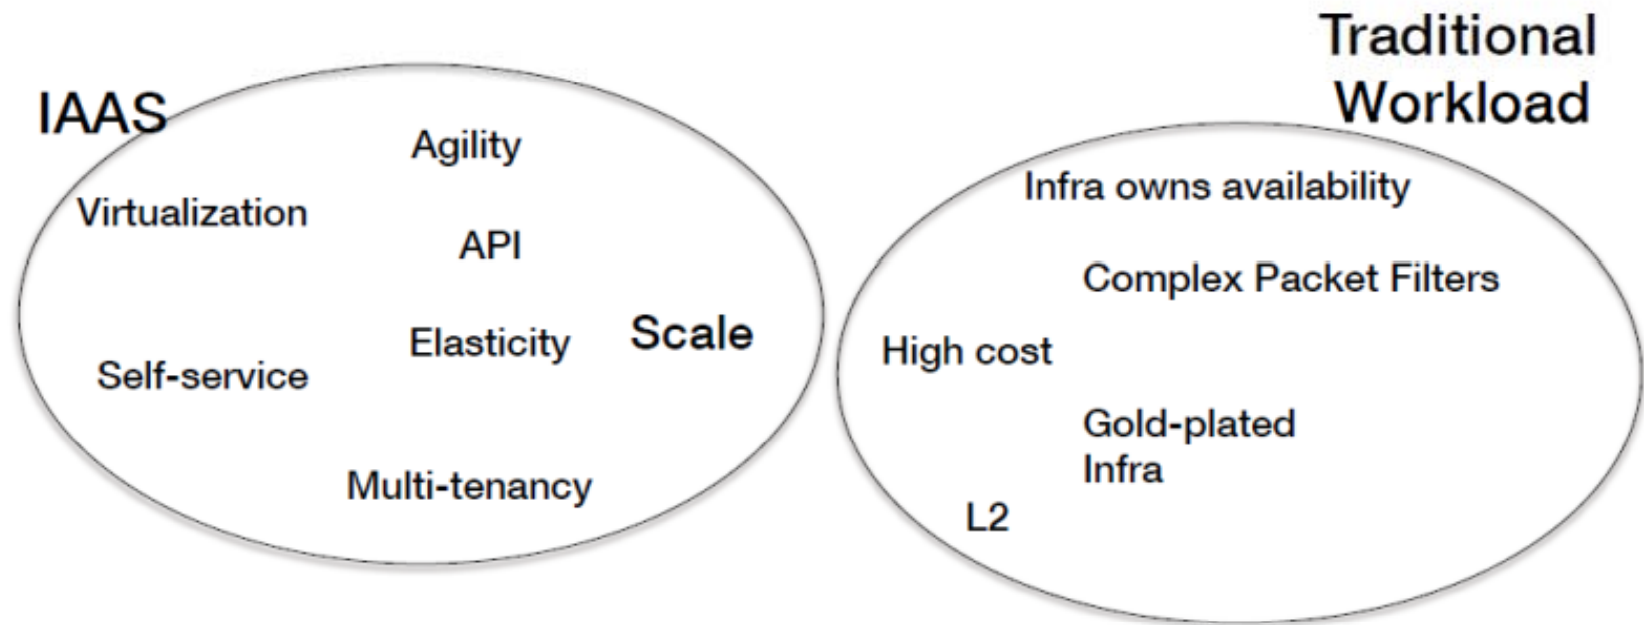 IAAS
Agility
Virtualization
API
Elasticity
Scale
Self-service
Multi-tenancy
Traditional
Workload
Infra owns availability
Complex Packet Filters
High cost
Gold-plated
Infra
L2